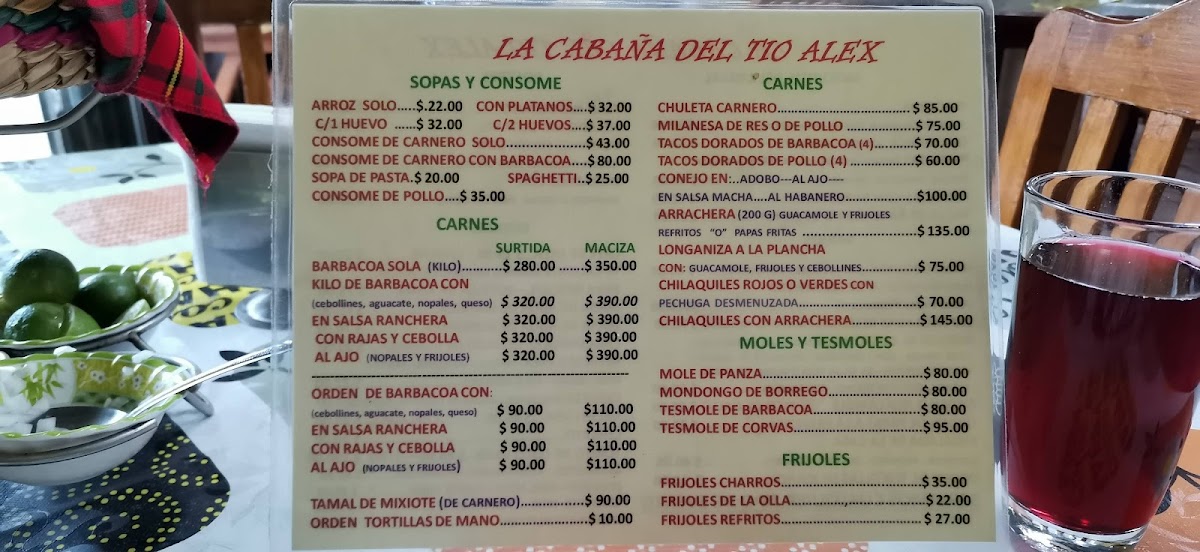 LA CABAÑA DEL TIO ALEX
SOPAS Y CONSOME
ARROZ SOLO.....$.22.00 CON PLATANOS....$ 32.00
C/1 HUEVO ......$ 32.00 C/2 HUEVOS....$ 37.00
CONSOME DE CARNERO SOLO.....................$ 43.00
CONSOME DE CARNERO CON BARBACOA....$ 80.00
SOPA DE PASTA.$ 20.00 SPAGHETTI..$ 25.00
CONSOME DE POLLO....$ 35.00
CARNES
SURTIDA MACIZA
BARBACOA SOLA (KILO)...........$ 280.00 .......$ 350.00
KILO DE BARBACOA CON
(cebollines, aguacate, nopales, queso) $ 320.00 $ 390.00
EN SALSA RANCHERA $ 320.00 $ 390.00
CON RAJAS Y CEBOLLA $ 320.00 $ 390.00
AL AJO (NOPALES Y FRIJOLES) $ 320.00 $ 390.00
------------------------------------------------------------
ORDEN DE BARBACOA CON:
(cebollines, aguacate, nopales, queso) $ 90.00 $110.00
EN SALSA RANCHERA $ 90.00 $110.00
CON RAJAS Y CEBOLLA $ 90.00 $110.00
AL AJO (NOPALES Y FRIJOLES) $ 90.00 $110.00
TAMAL DE MIXIOTE (DE CARNERO)...................$ 90.00
ORDEN TORTILLAS DE MANO.........................$ 10.00
CARNES
CHULETA CARNERO....................................$ 85.00
MILANESA DE RES O DE POLLO ..................$ 75.00
TACOS DORADOS DE BARBACOA (4)...........$ 70.00
TACOS DORADOS DE POLLO (4) ..................$ 60.00
CONEJO EN:..ADOBO---AL AJO----
EN SALSA MACHA....AL HABANERO...................$100.00
ARRACHERA (200 G) GUACAMOLE Y FRIJOLES
REFRITOS "O" PAPAS FRITAS ...............................$ 135.00
LONGANIZA A LA PLANCHA
CON: GUACAMOLE, FRIJOLES Y CEBOLLINES...............$ 75.00
CHILAQUILES ROJOS O VERDES CON
PECHUGA DESMENUZADA................................$ 70.00
CHILAQUILES CON ARRACHERA..................$ 145.00
MOLES Y TESMOLES
MOLE DE PANZA...........................................$ 80.00
MONDONGO DE BORREGO.........................$ 80.00
TESMOLE DE BARBACOA.............................$ 80.00
TESMOLE DE CORVAS..................................$ 95.00
FRIJOLES
FRIJOLES CHARROS.....................................$ 35.00
FRIJOLES DE LA OLLA...................................$ 22.00
FRIJOLES REFRITOS.....................................$ 27.00